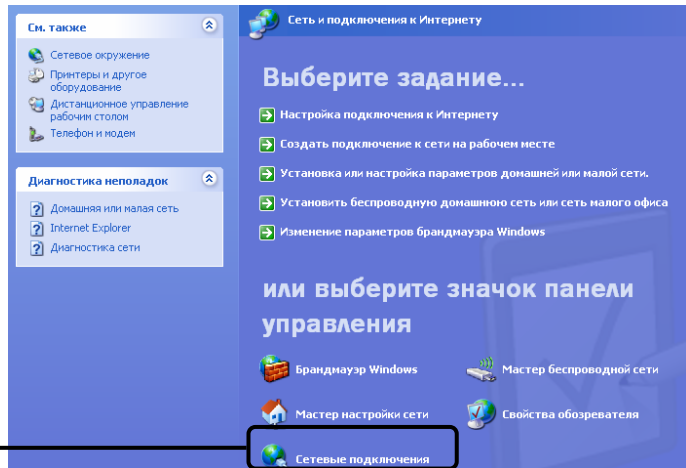 См. также
Сетевое окружение
Принтеры и другое
оборудование
Дистанционное управление
рабочим столом
Телефон и модем
Диагностика неполадок
Домашняя или малая сеть
Internet Explorer
Диагностика сети
Сеть и подключения к Интернету
Выберите задание...
Настройка подключения к Интернету
Создать подключение к сети на рабочем месте
Установка или настройка параметров домашней или малой сети.
Установить беспроводную домашнюю сеть или сеть малого офиса
Изменение параметров брандмауэра Windows
или выберите значок панели
управления
Брандмауэр Windows
Мастер беспроводной сети
Мастер настройки сети
Свойства обозревателя
Сетевые подключения